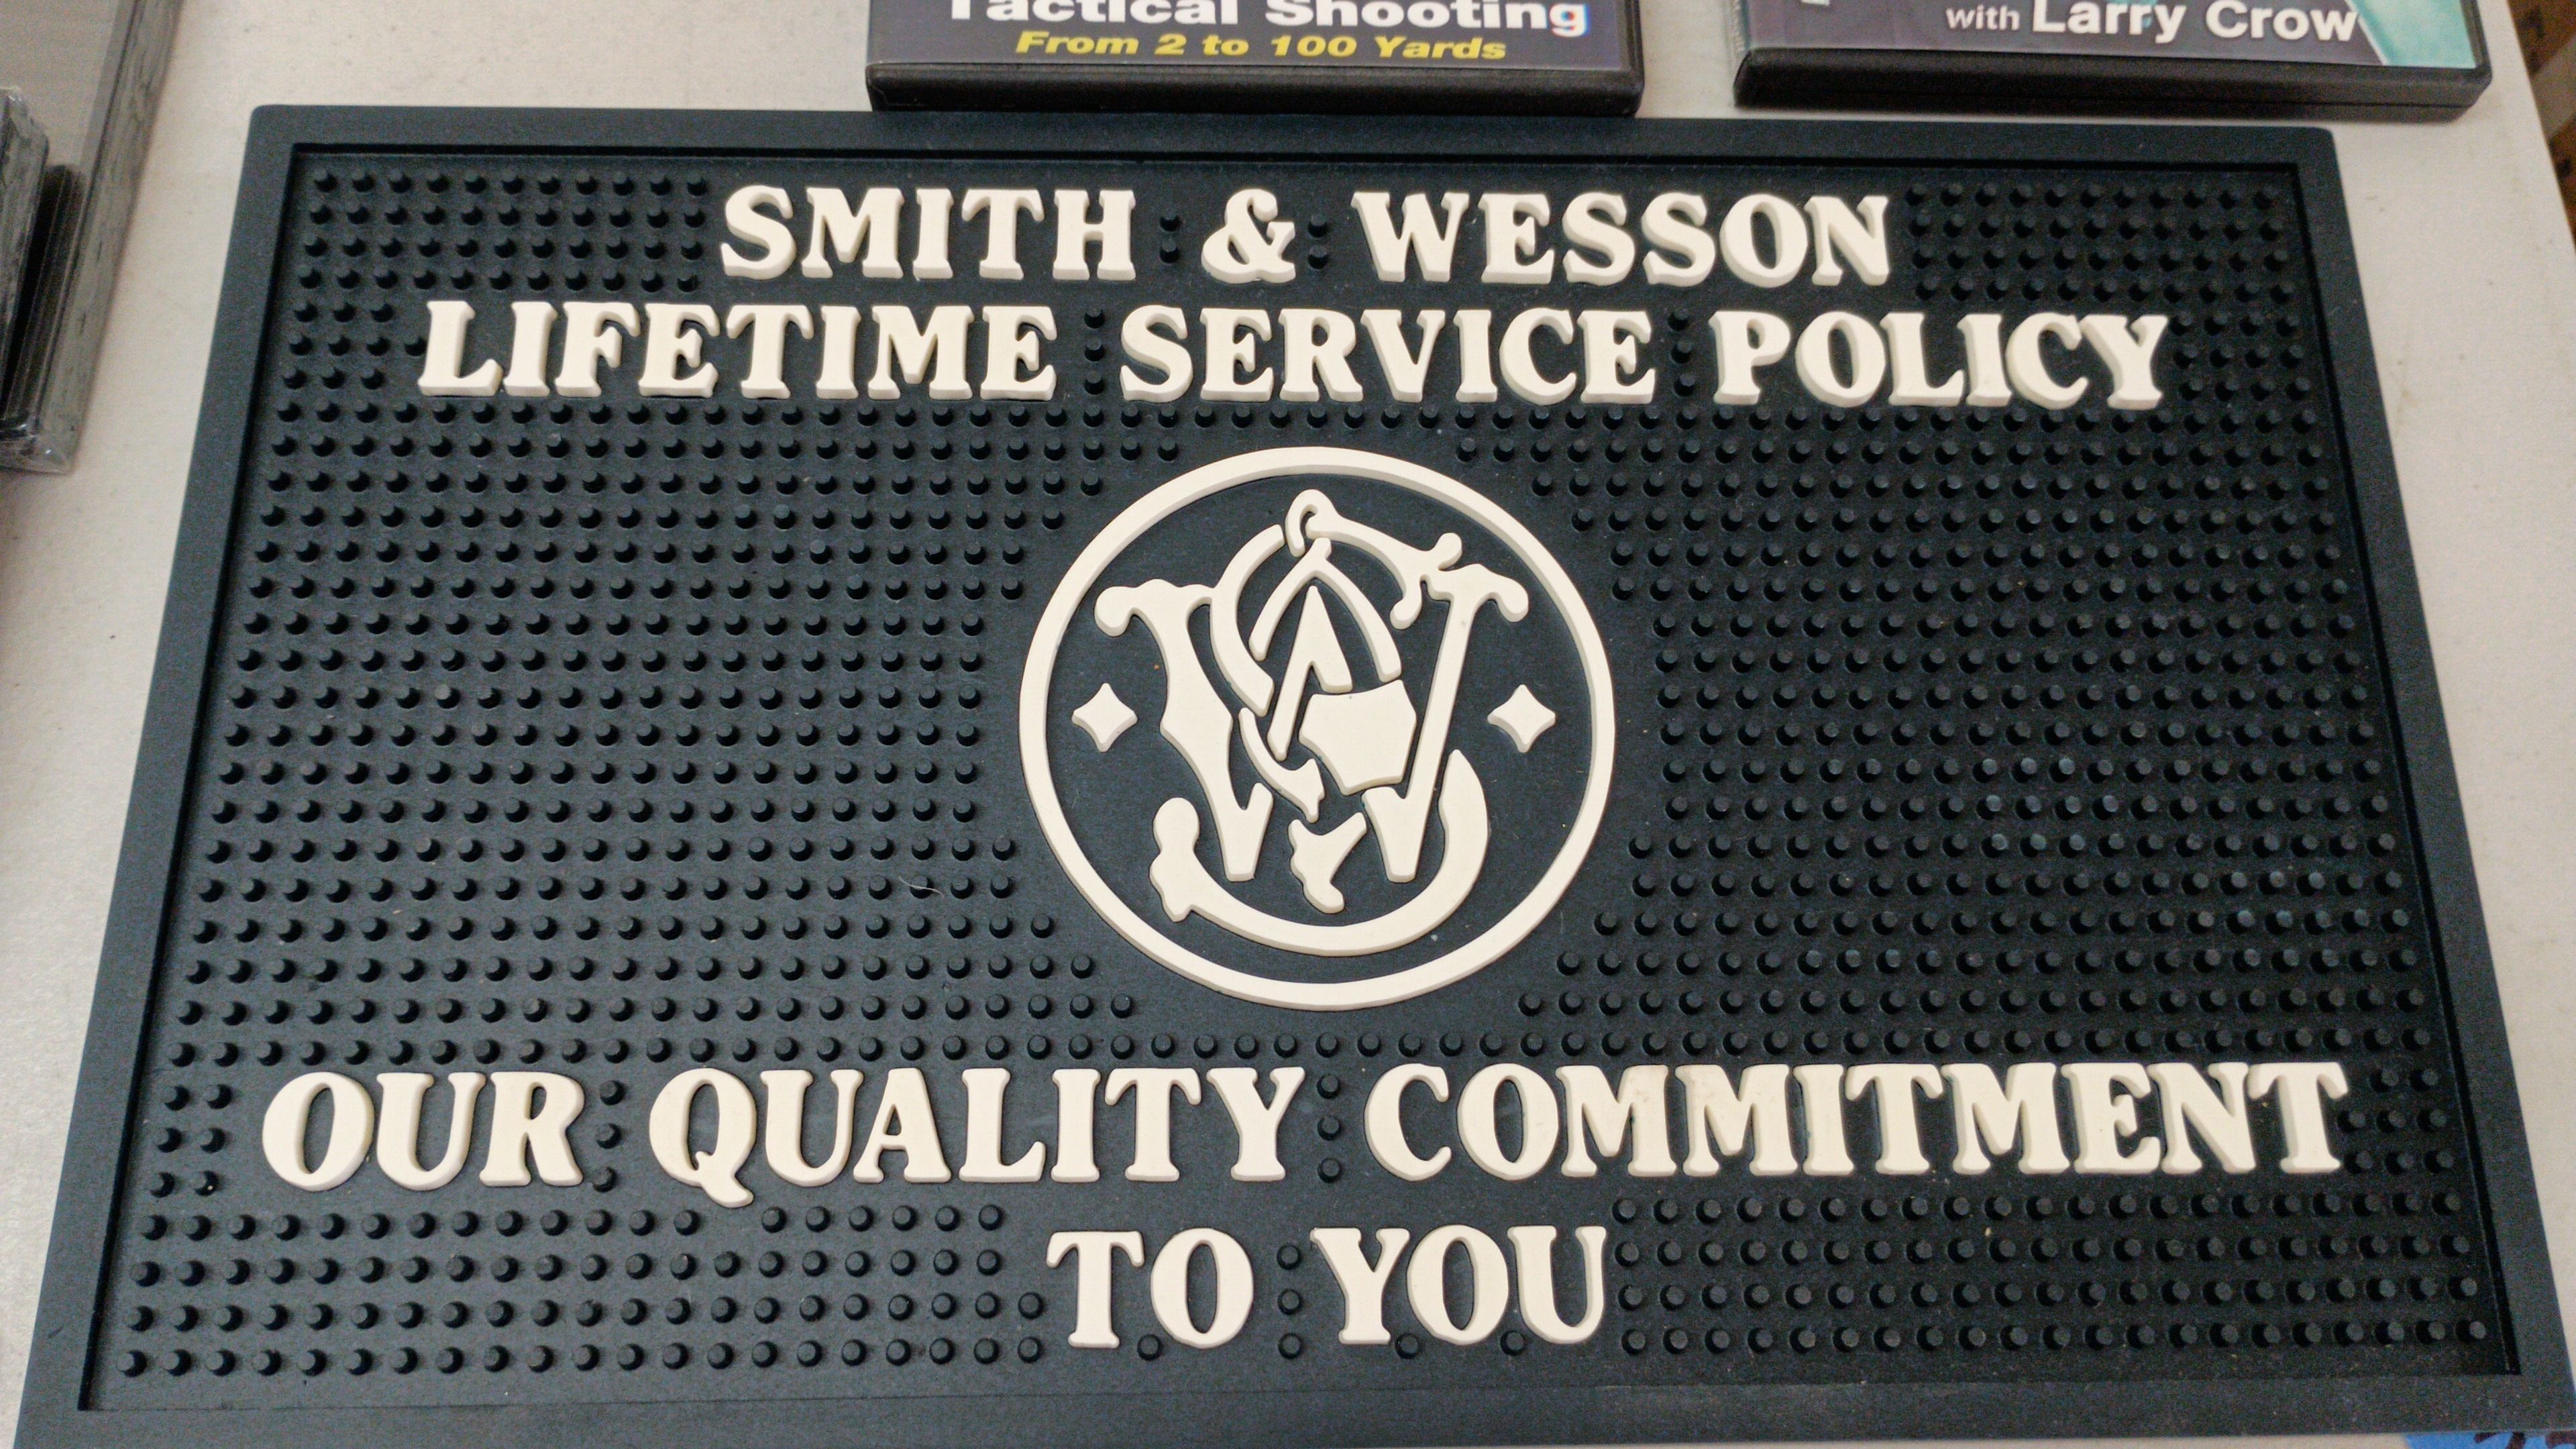 Tactical Shooting
From 2 to 100 Yards
with Larry Crow
SMITH & WESSON
LIFETIME SERVICE POLICY
SW
OUR QUALITY COMMITMENT
TO YOU